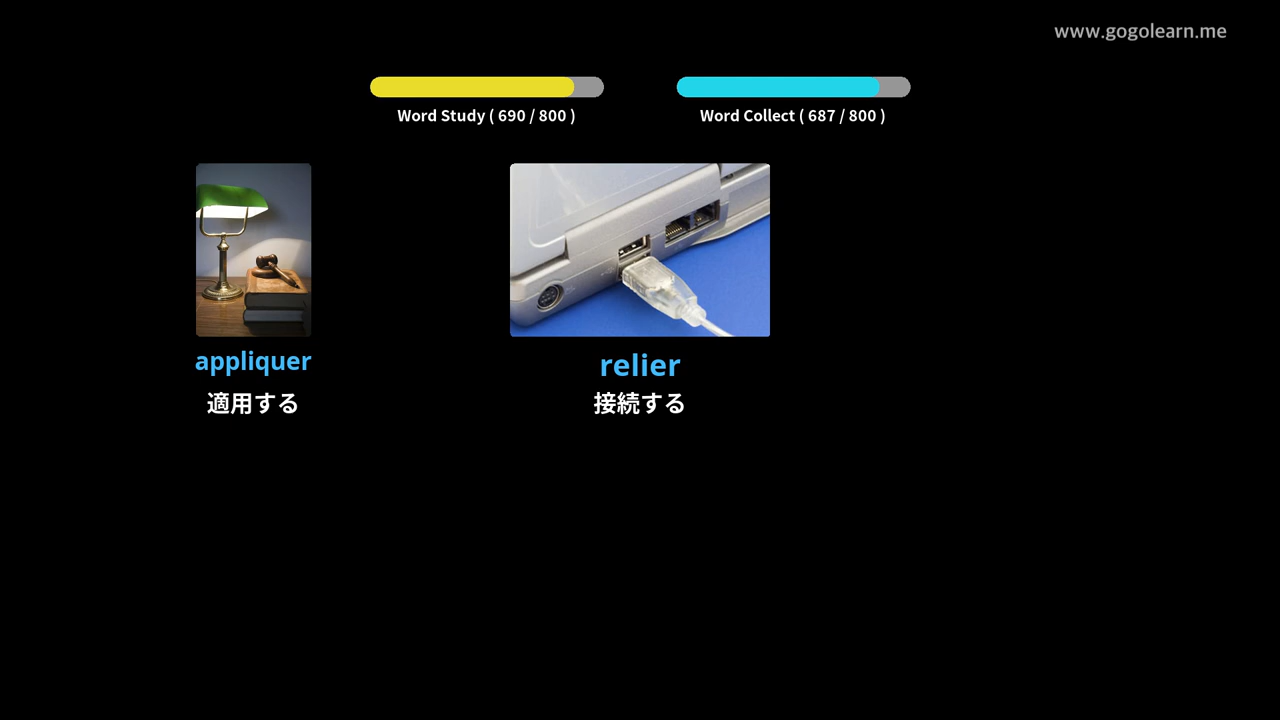 www.gogolearn.me
Word Study ( 690 / 800 )
Word Collect ( 687 / 800 )
appliquer
適用する
relier
接続する